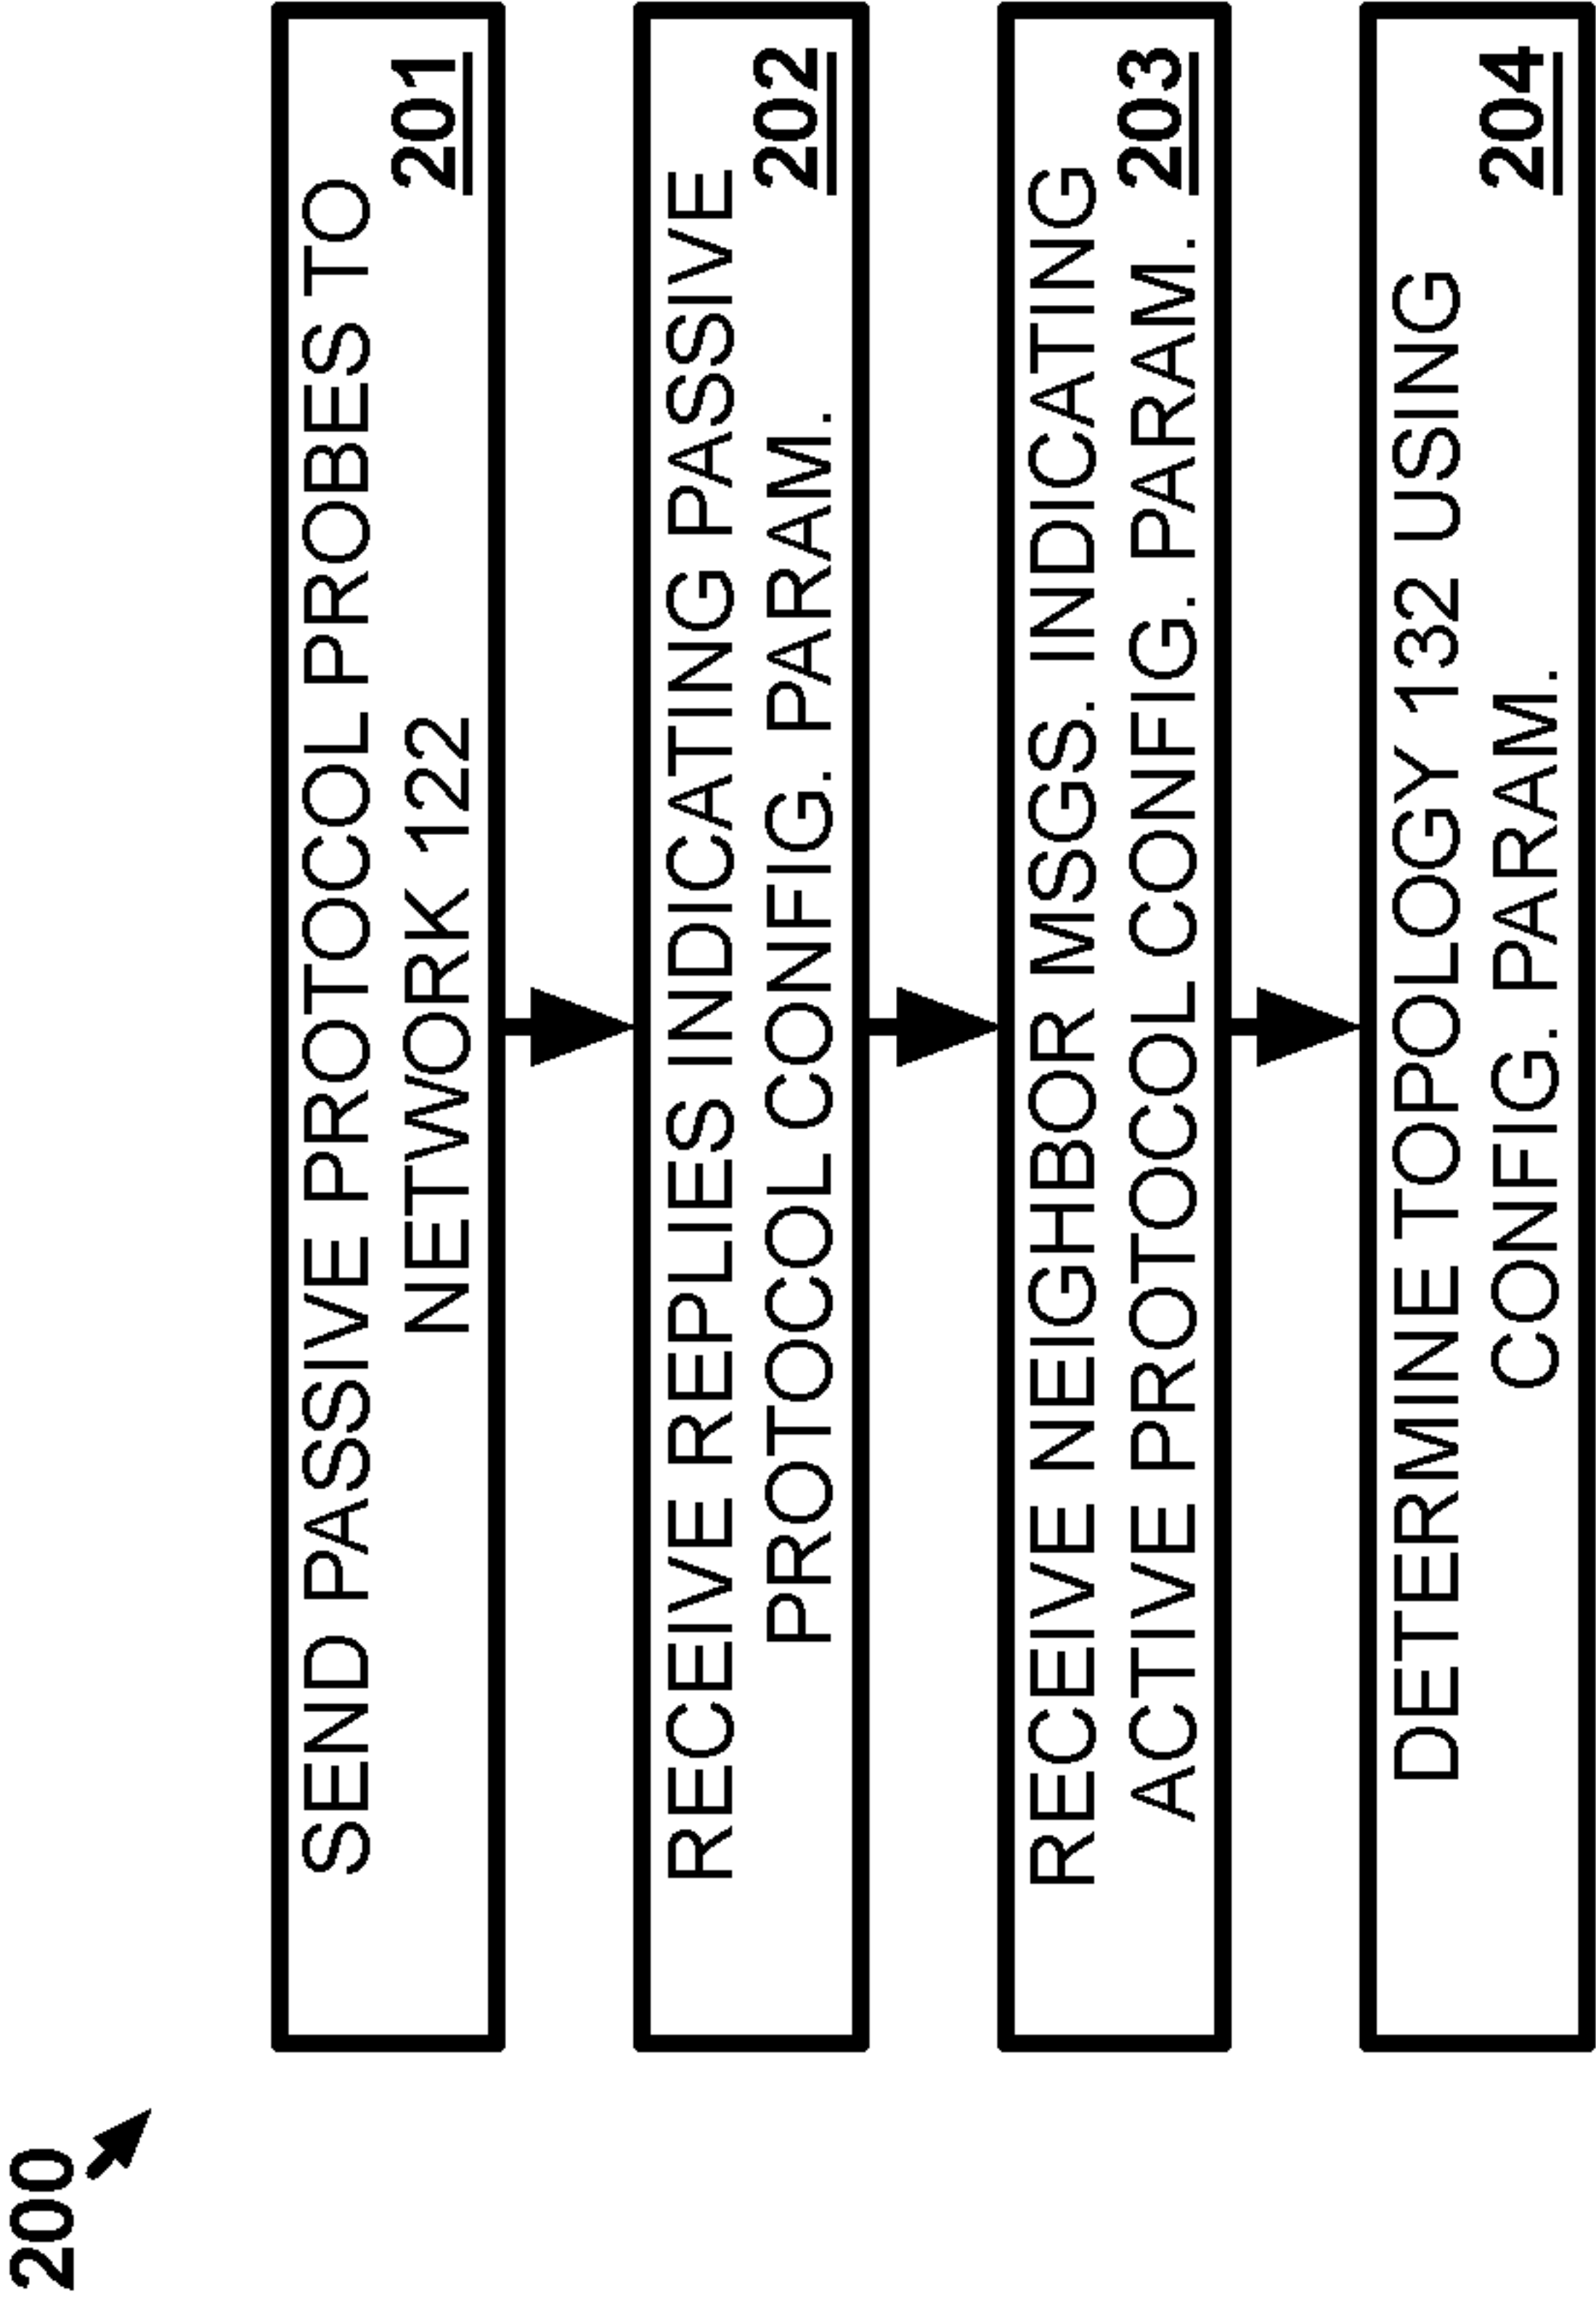 200
SEND PASSIVE PROTOCOL PROBES TO
NETWORK 122
201
RECEIVE REPLIES INDICATING PASSIVE
PROTOCOL CONFIG. PARAM.
202
RECEIVE NEIGHBOR MSGS. INDICATING
ACTIVE PROTOCOL CONFIG. PARAM.
203
DETERMINE TOPOLOGY 132 USING
CONFIG. PARAM.
204